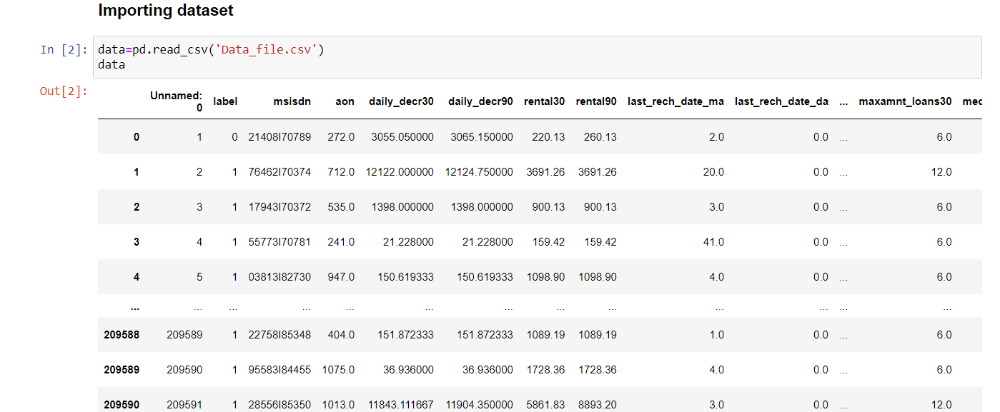 Importing dataset
In [2]: data=pd.read_csv('Data_file.csv')
data
Out[2]:
Unnamed: 0 label msisdn aon daily_decr30 daily_decr90 rental30 rental90 last_rech_date_ma last_rech_date_da ... maxamnt_loans30 med
0 1 0 21408I70789 272.0 3055.050000 3065.150000 220.13 260.13 2.0 0.0 ... 6.0
1 2 1 76462I70374 712.0 12122.000000 12124.750000 3691.26 3691.26 20.0 0.0 ... 12.0
2 3 1 17943I70372 535.0 1398.000000 1398.000000 900.13 900.13 3.0 0.0 ... 6.0
3 4 1 55773I70781 241.0 21.228000 21.228000 159.42 159.42 41.0 0.0 ... 6.0
4 5 1 03813I82730 947.0 150.619333 150.619333 1098.90 1098.90 4.0 0.0 ... 6.0
... ... ... ... ... ... ... ... ... ... ... ... ...
209588 209589 1 22758I85348 404.0 151.872333 151.872333 1089.19 1089.19 1.0 0.0 ... 6.0
209589 209590 1 95583I84455 1075.0 36.936000 36.936000 1728.36 1728.36 4.0 0.0 ... 6.0
209590 209591 1 28556I85350 1013.0 11843.111667 11904.350000 5861.83 8893.20 3.0 0.0 ... 12.0